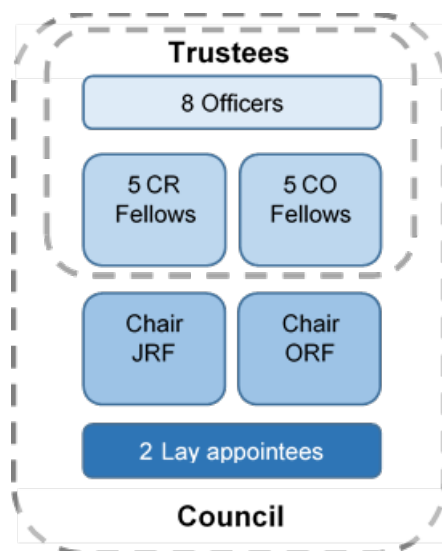 Trustees
8 Officers
5 CR
Fellows
5 CO
Fellows
Chair
JRF
Chair
ORF
2 Lay appointees
Council